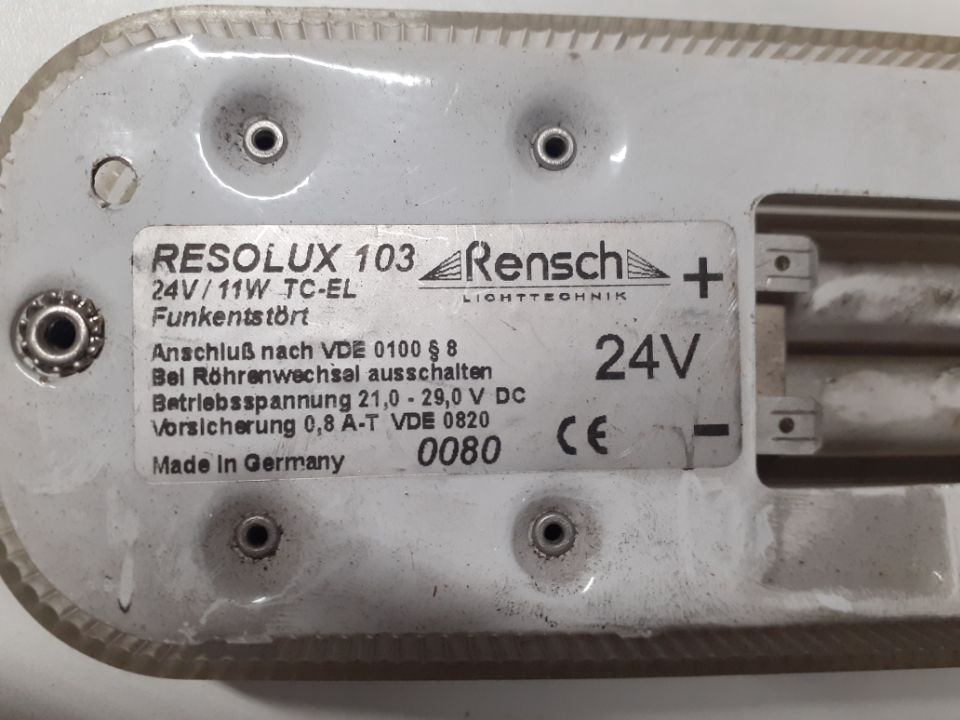 RESOLUX 103
Rensch
LICHTTECHNIK
24V / 11W TC-EL
Funkentstört
Anschluß nach VDE 0100 § 8
Bei Röhrenwechsel ausschalten
Betriebsspannung 21,0 - 29,0 V DC
Vorsicherung 0,8 A-T VDE 0820
Made in Germany
0080
CE
+
24V
-